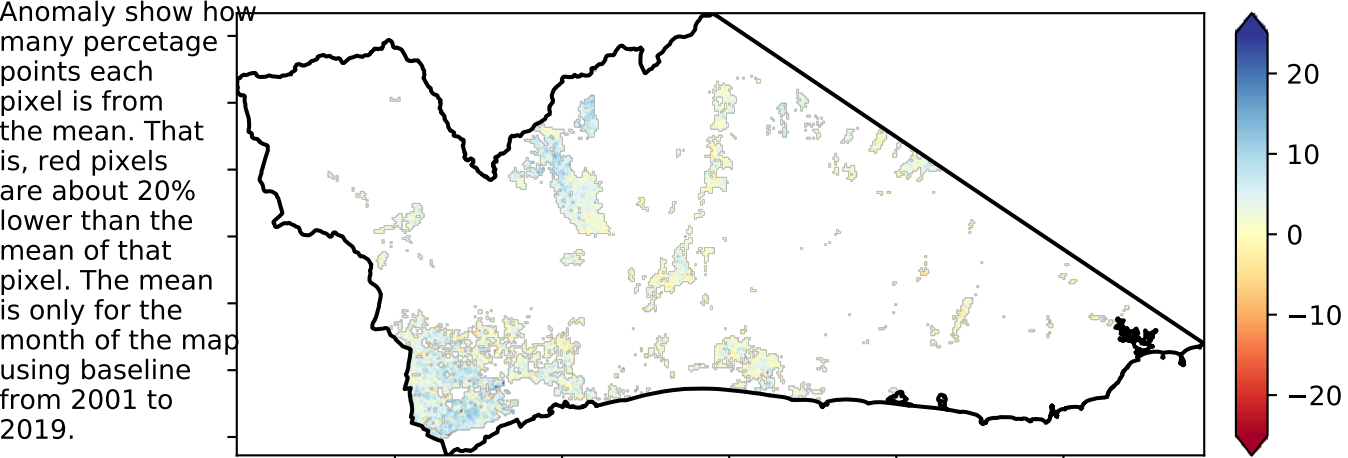 Anomaly show how
many percetage
points each
pixel is from
the mean. That
is, red pixels
are about 20%
lower than the
mean of that
pixel. The mean
is only for the
month of the map
using baseline
from 2001 to
2019.
20
10
0
−10
−20